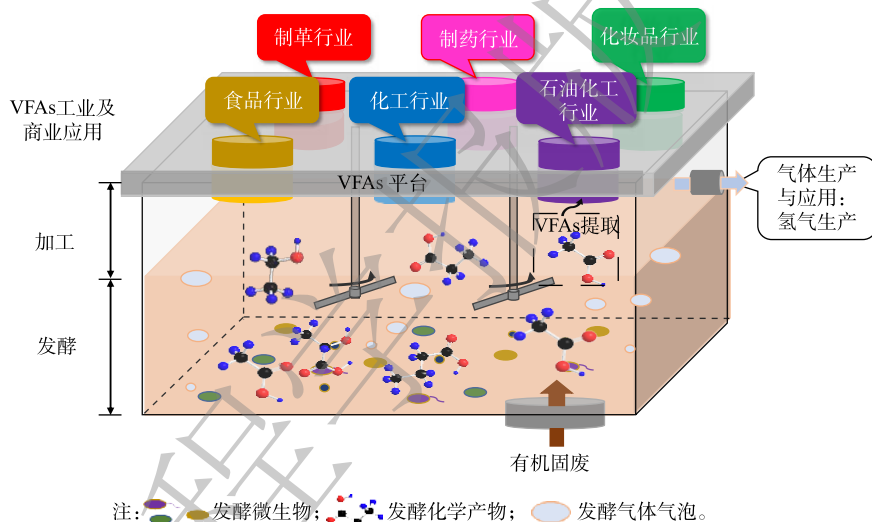 制革行业
制药行业
化妆品行业
食品行业
化工行业
石油化工
行业
VFAs工业及
商业应用
VFAs 平台
气体生产
与应用：
氢气生产
VFAs提取
加工
发酵
有机固废
注： 发酵微生物； 发酵化学产物； 发酵气体气泡。